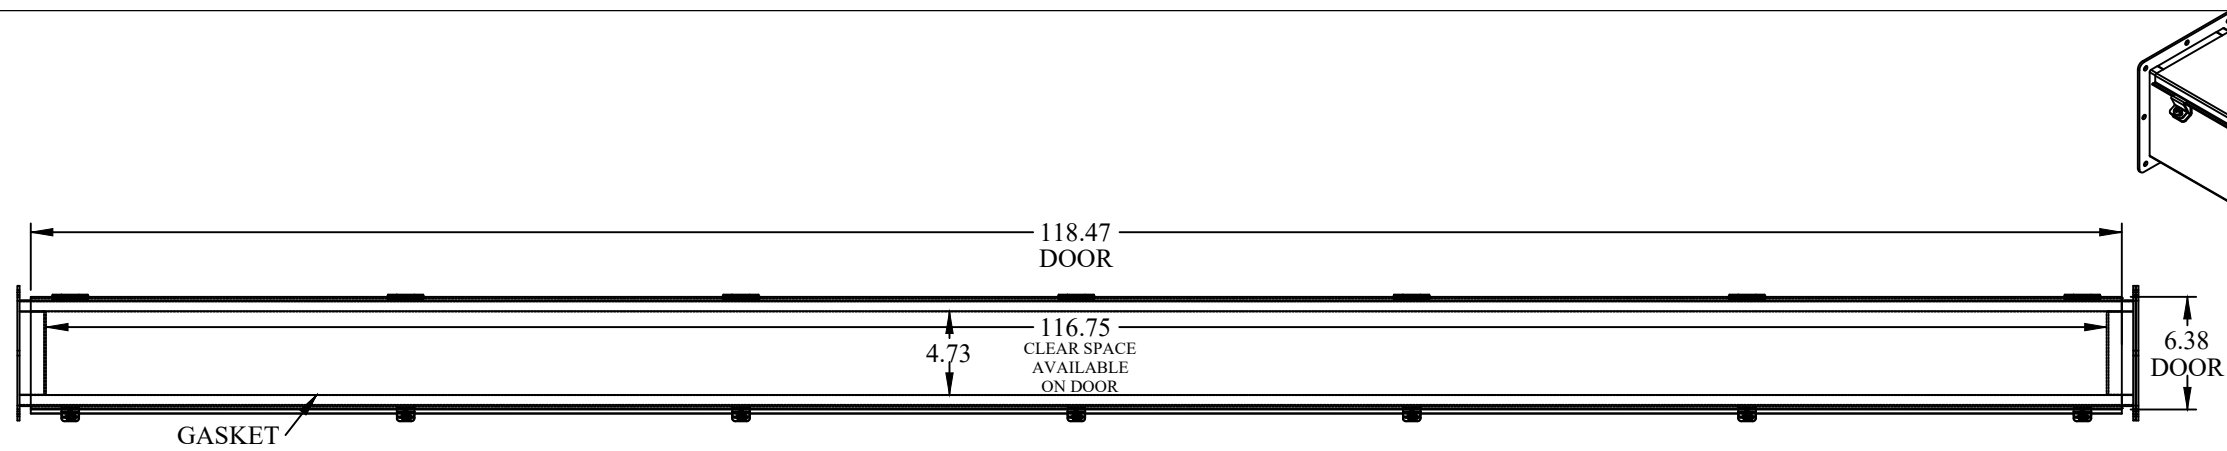 118.47
DOOR
116.75
CLEAR SPACE
AVAILABLE
ON DOOR
4.73
6.38
DOOR
GASKET